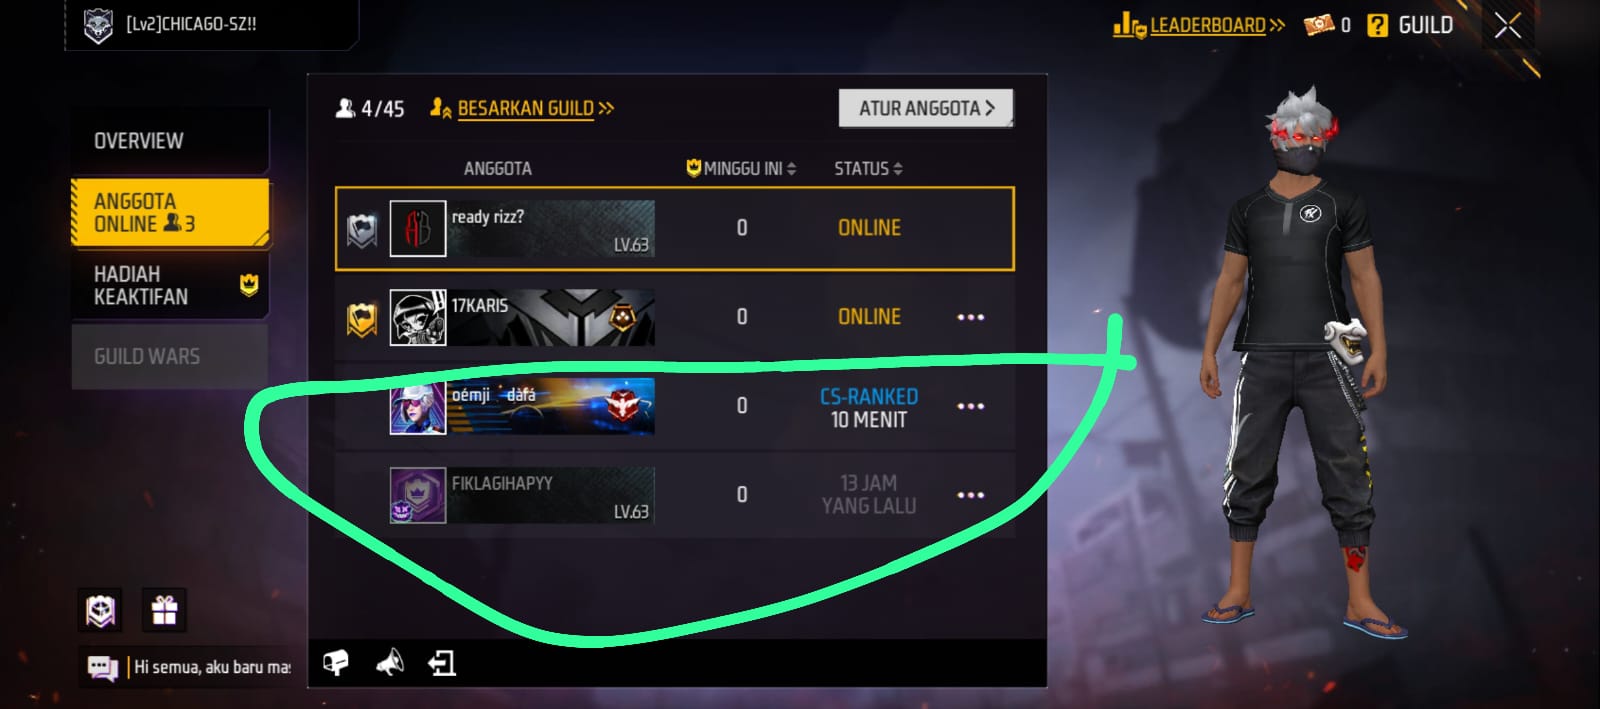 [Lv2]CHICAGO-SZ!!
LEADERBOARD >>
0
? GUILD
OVERVIEW
ANGGOTA
ONLINE 3
HADIAH
KEAKTIFAN
GUILD WARS
4/45
BESARKAN GUILD >>
ATUR ANGGOTA >
ANGGOTA
MINGGU INI
STATUS
ready rizz?
LV.63
0
ONLINE
17KARIS
0
ONLINE
oémji dàfá
0
CS-RANKED
10 MENIT
FIKLAGIHAPYY
LV.63
0
13 JAM
YANG LALU
Hi semua, aku baru mas